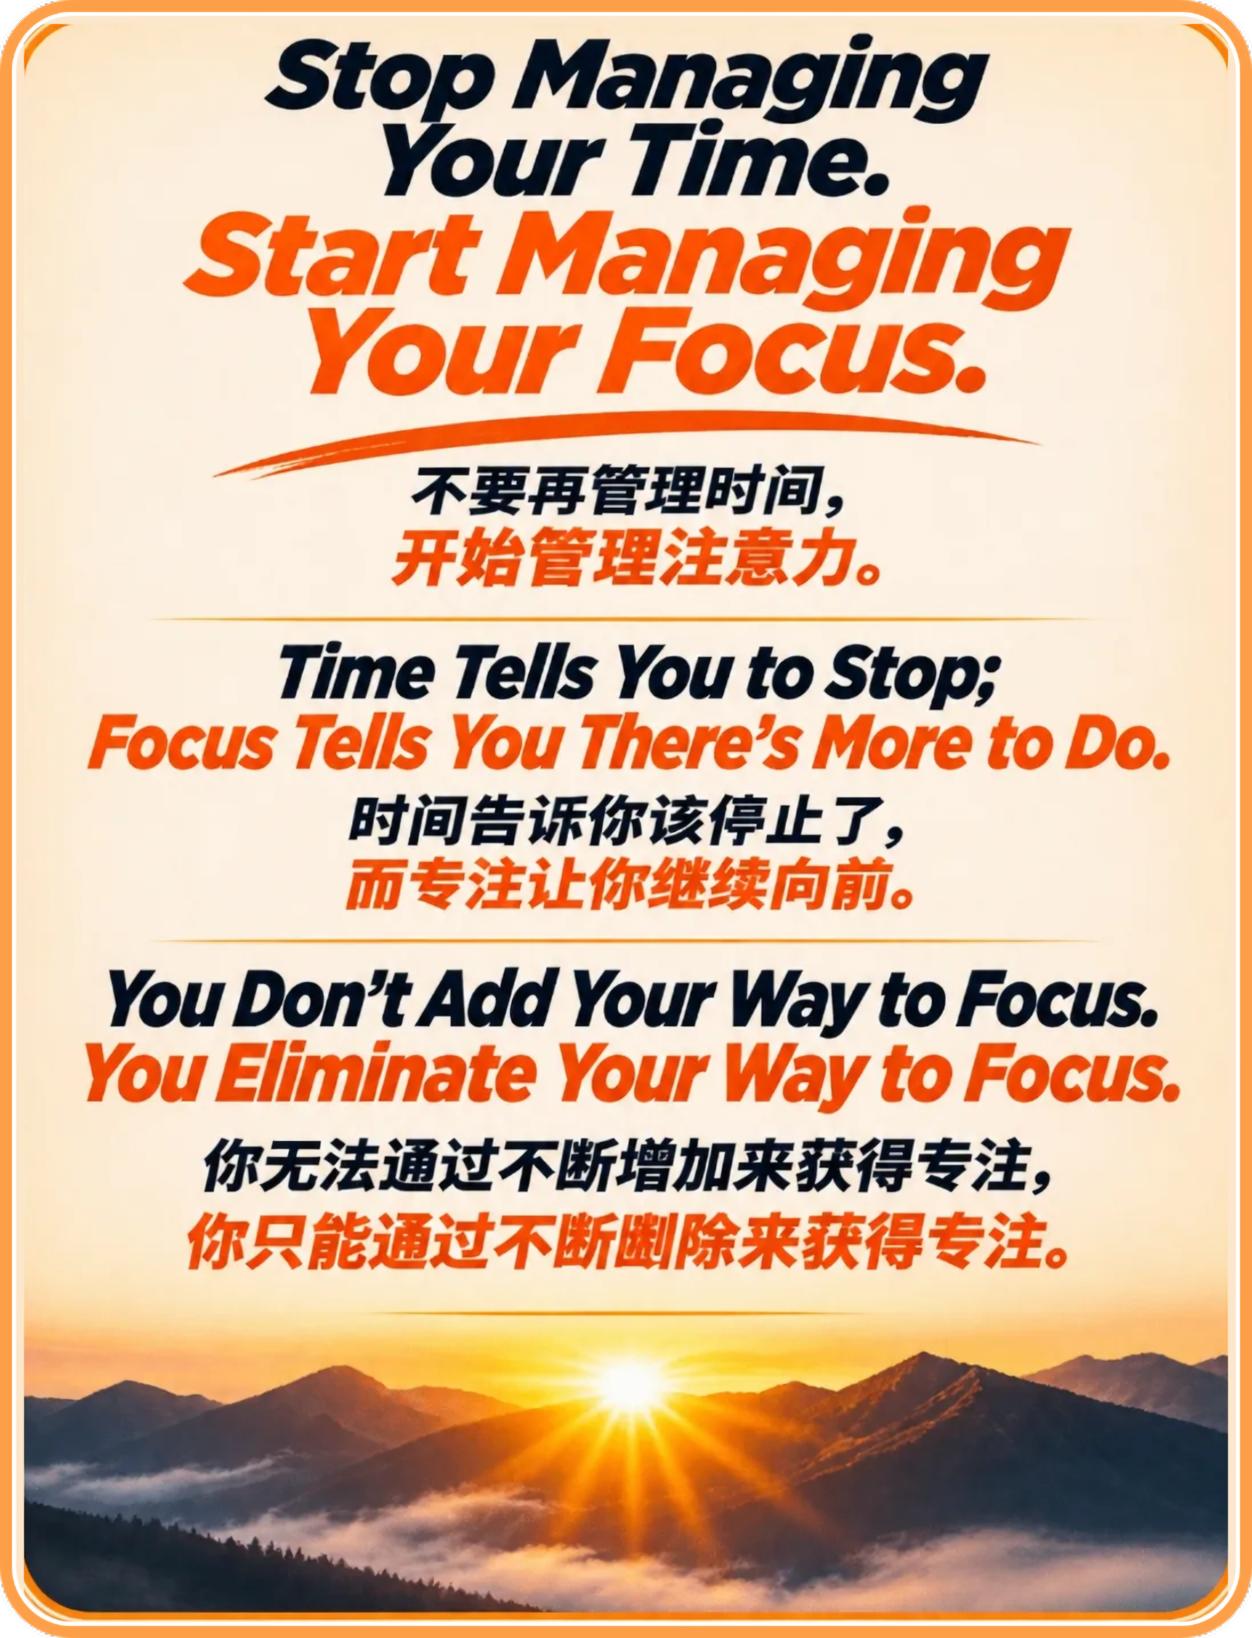 Stop Managing
Your Time.
Start Managing
Your Focus.
不要再管理时间，
开始管理注意力。
Time Tells You to Stop;
Focus Tells You There's More to Do.
时间告诉你该停止了，
而专注让你继续向前。
You Don't Add Your Way to Focus.
You Eliminate Your Way to Focus.
你无法通过不断增加来获得专注，
你只能通过不断除来获得专注。